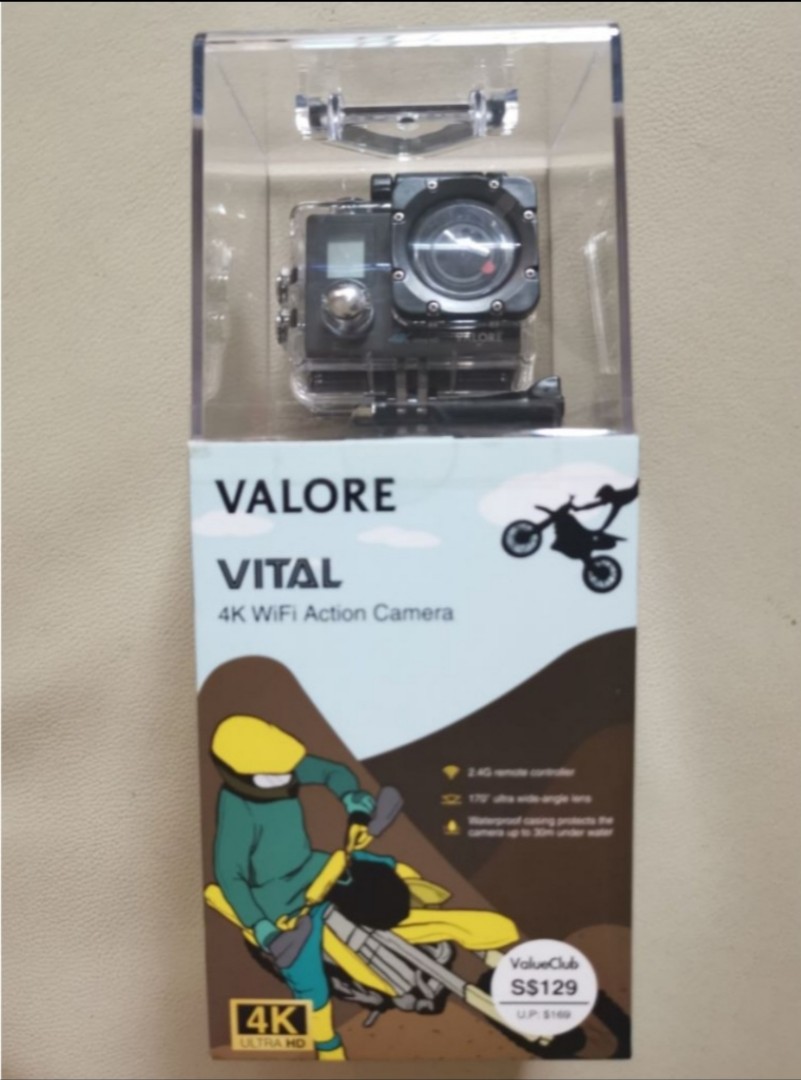 VALORE
VALORE
VITAL
4K WiFi Action Camera
2.4G remote controller
170° ultra wide-angle lens
Waterproof casing protects the
camera up to 30m under water
ValueClub
S$129
U.P: $169
4K
ULTRA HD